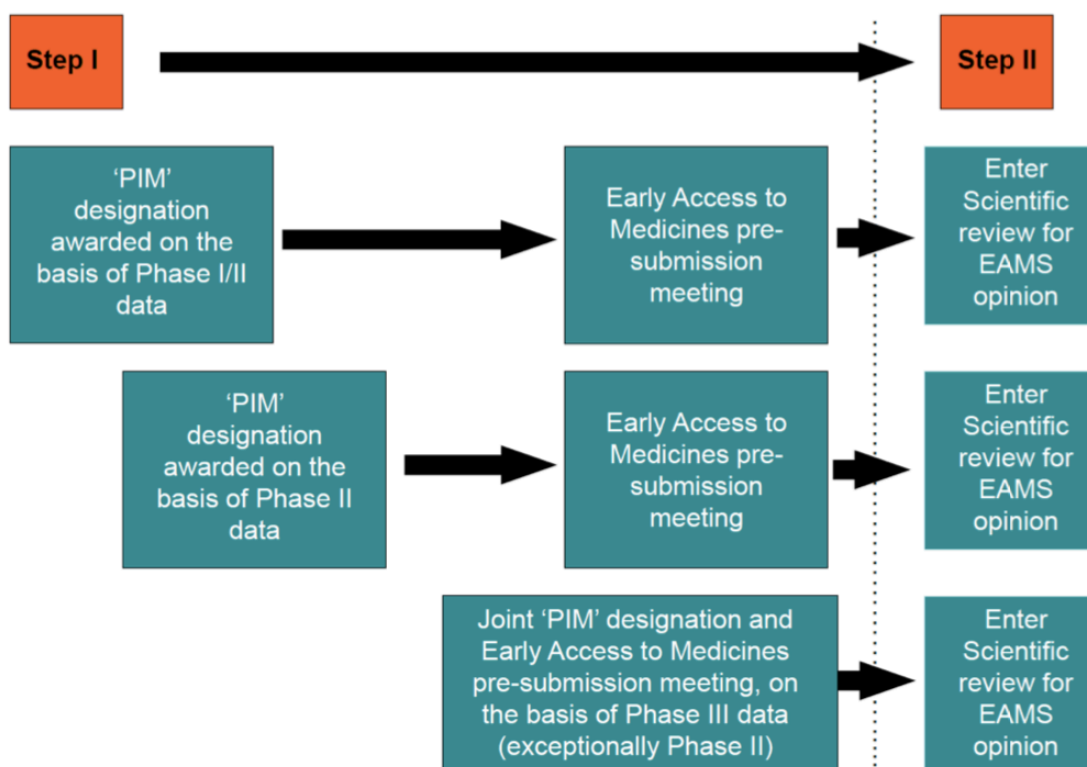 Step I
Step II
‘PIM’
designation
awarded on the
basis of Phase I/II
data
Early Access to
Medicines pre-
submission
meeting
Enter
Scientific
review for
EAMS
opinion
‘PIM’
designation
awarded on the
basis of Phase II
data
Early Access to
Medicines pre-
submission
meeting
Enter
Scientific
review for
EAMS
opinion
Joint ‘PIM’ designation and
Early Access to Medicines
pre-submission meeting, on
the basis of Phase III data
(exceptionally Phase II)
Enter
Scientific
review for
EAMS
opinion